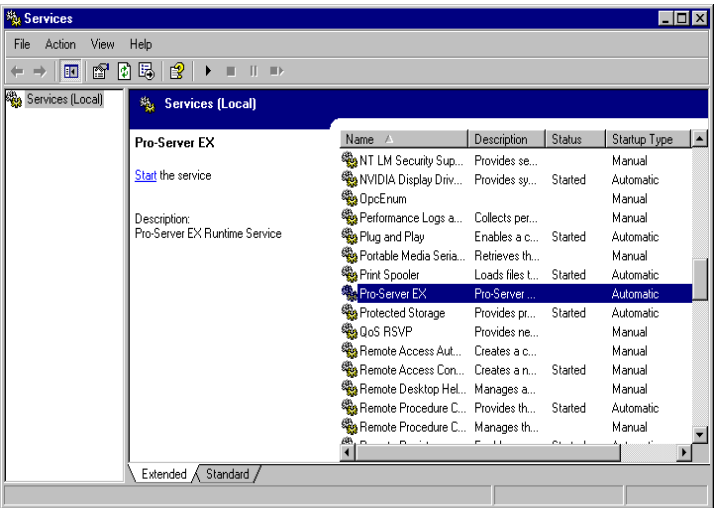 Services
File Action View Help
Services (Local)
Services (Local)
Pro-Server EX
Start the service
Description:
Pro-Server EX Runtime Service
Name Description Status Startup Type
NT LM Security Sup... Provides se... Manual
NVIDIA Display Driv... Provides sy... Started Automatic
OpcEnum Manual
Performance Logs a... Collects per... Manual
Plug and Play Enables a c... Started Automatic
Portable Media Seria... Retrieves th... Manual
Print Spooler Loads files t... Started Automatic
Pro-Server EX Pro-Server ... Automatic
Protected Storage Provides pr... Started Automatic
QoS RSVP Provides ne... Manual
Remote Access Aut... Creates a c... Manual
Remote Access Con... Creates a n... Started Manual
Remote Desktop Hel... Manages a... Manual
Remote Procedure C... Provides th... Started Automatic
Remote Procedure C... Manages th... Manual
Extended Standard